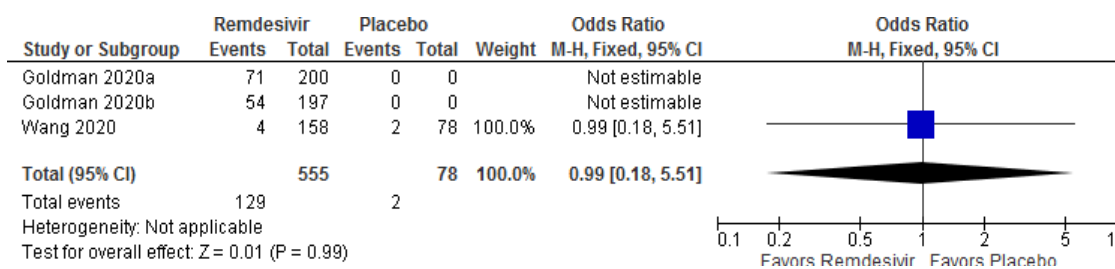 Remdesivir Placebo Odds Ratio Odds Ratio
Study or Subgroup Events Total Events Total Weight M-H, Fixed, 95% CI M-H, Fixed, 95% CI
Goldman 2020a 71 200 0 0 Not estimable
Goldman 2020b 54 197 0 0 Not estimable
Wang 2020 4 158 2 78 100.0% 0.99 [0.18, 5.51]
Total (95% CI) 555 78 100.0% 0.99 [0.18, 5.51]
Total events 129 2
Heterogeneity: Not applicable
Test for overall effect: Z = 0.01 (P = 0.99)
0.1 0.2 0.5 1 2 5 1
Favors Remdesivir Favors Placebo